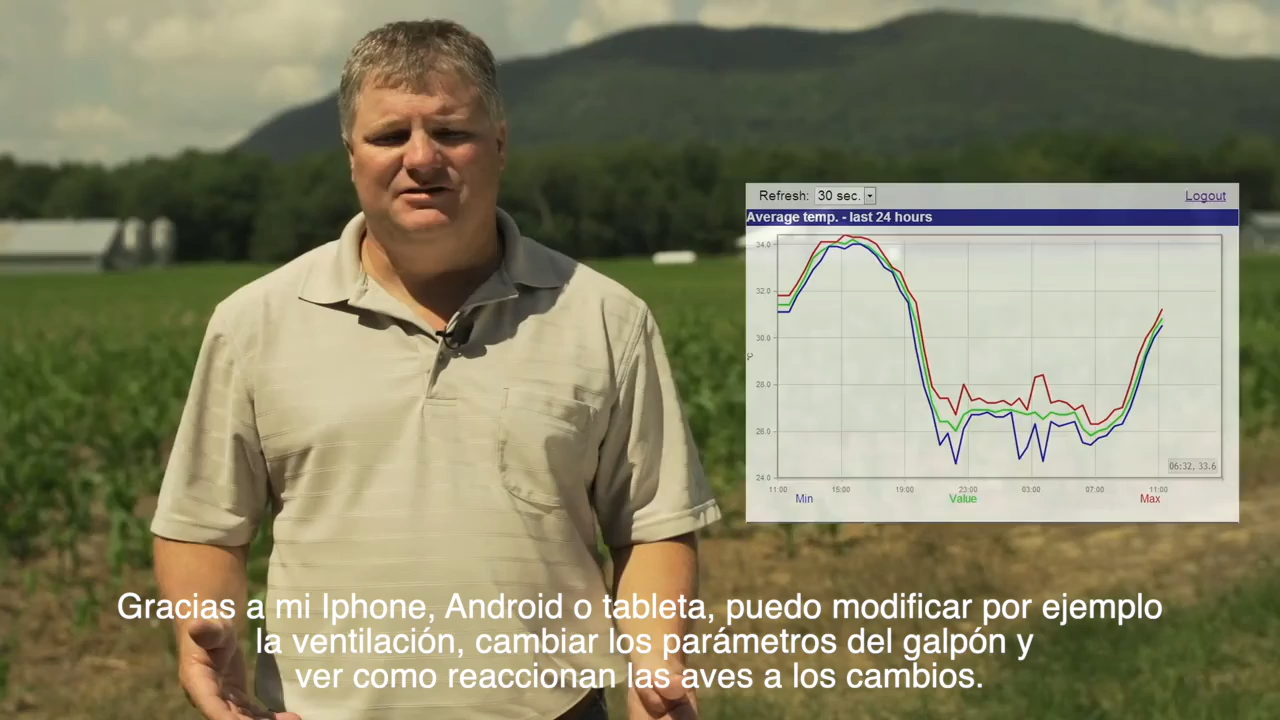 Refresh: 30 sec. Logout
Average temp. - last 24 hours
34.0
32.0
30.0
°C
28.0
26.0
24.0
06:32, 33.6
11:00 15:00 19:00 23:00 03:00 07:00 11:00
Min Value Max
Gracias a mi Iphone, Android o tableta, puedo modificar por ejemplo
la ventilación, cambiar los parámetros del galpón y
ver como reaccionan las aves a los cambios.